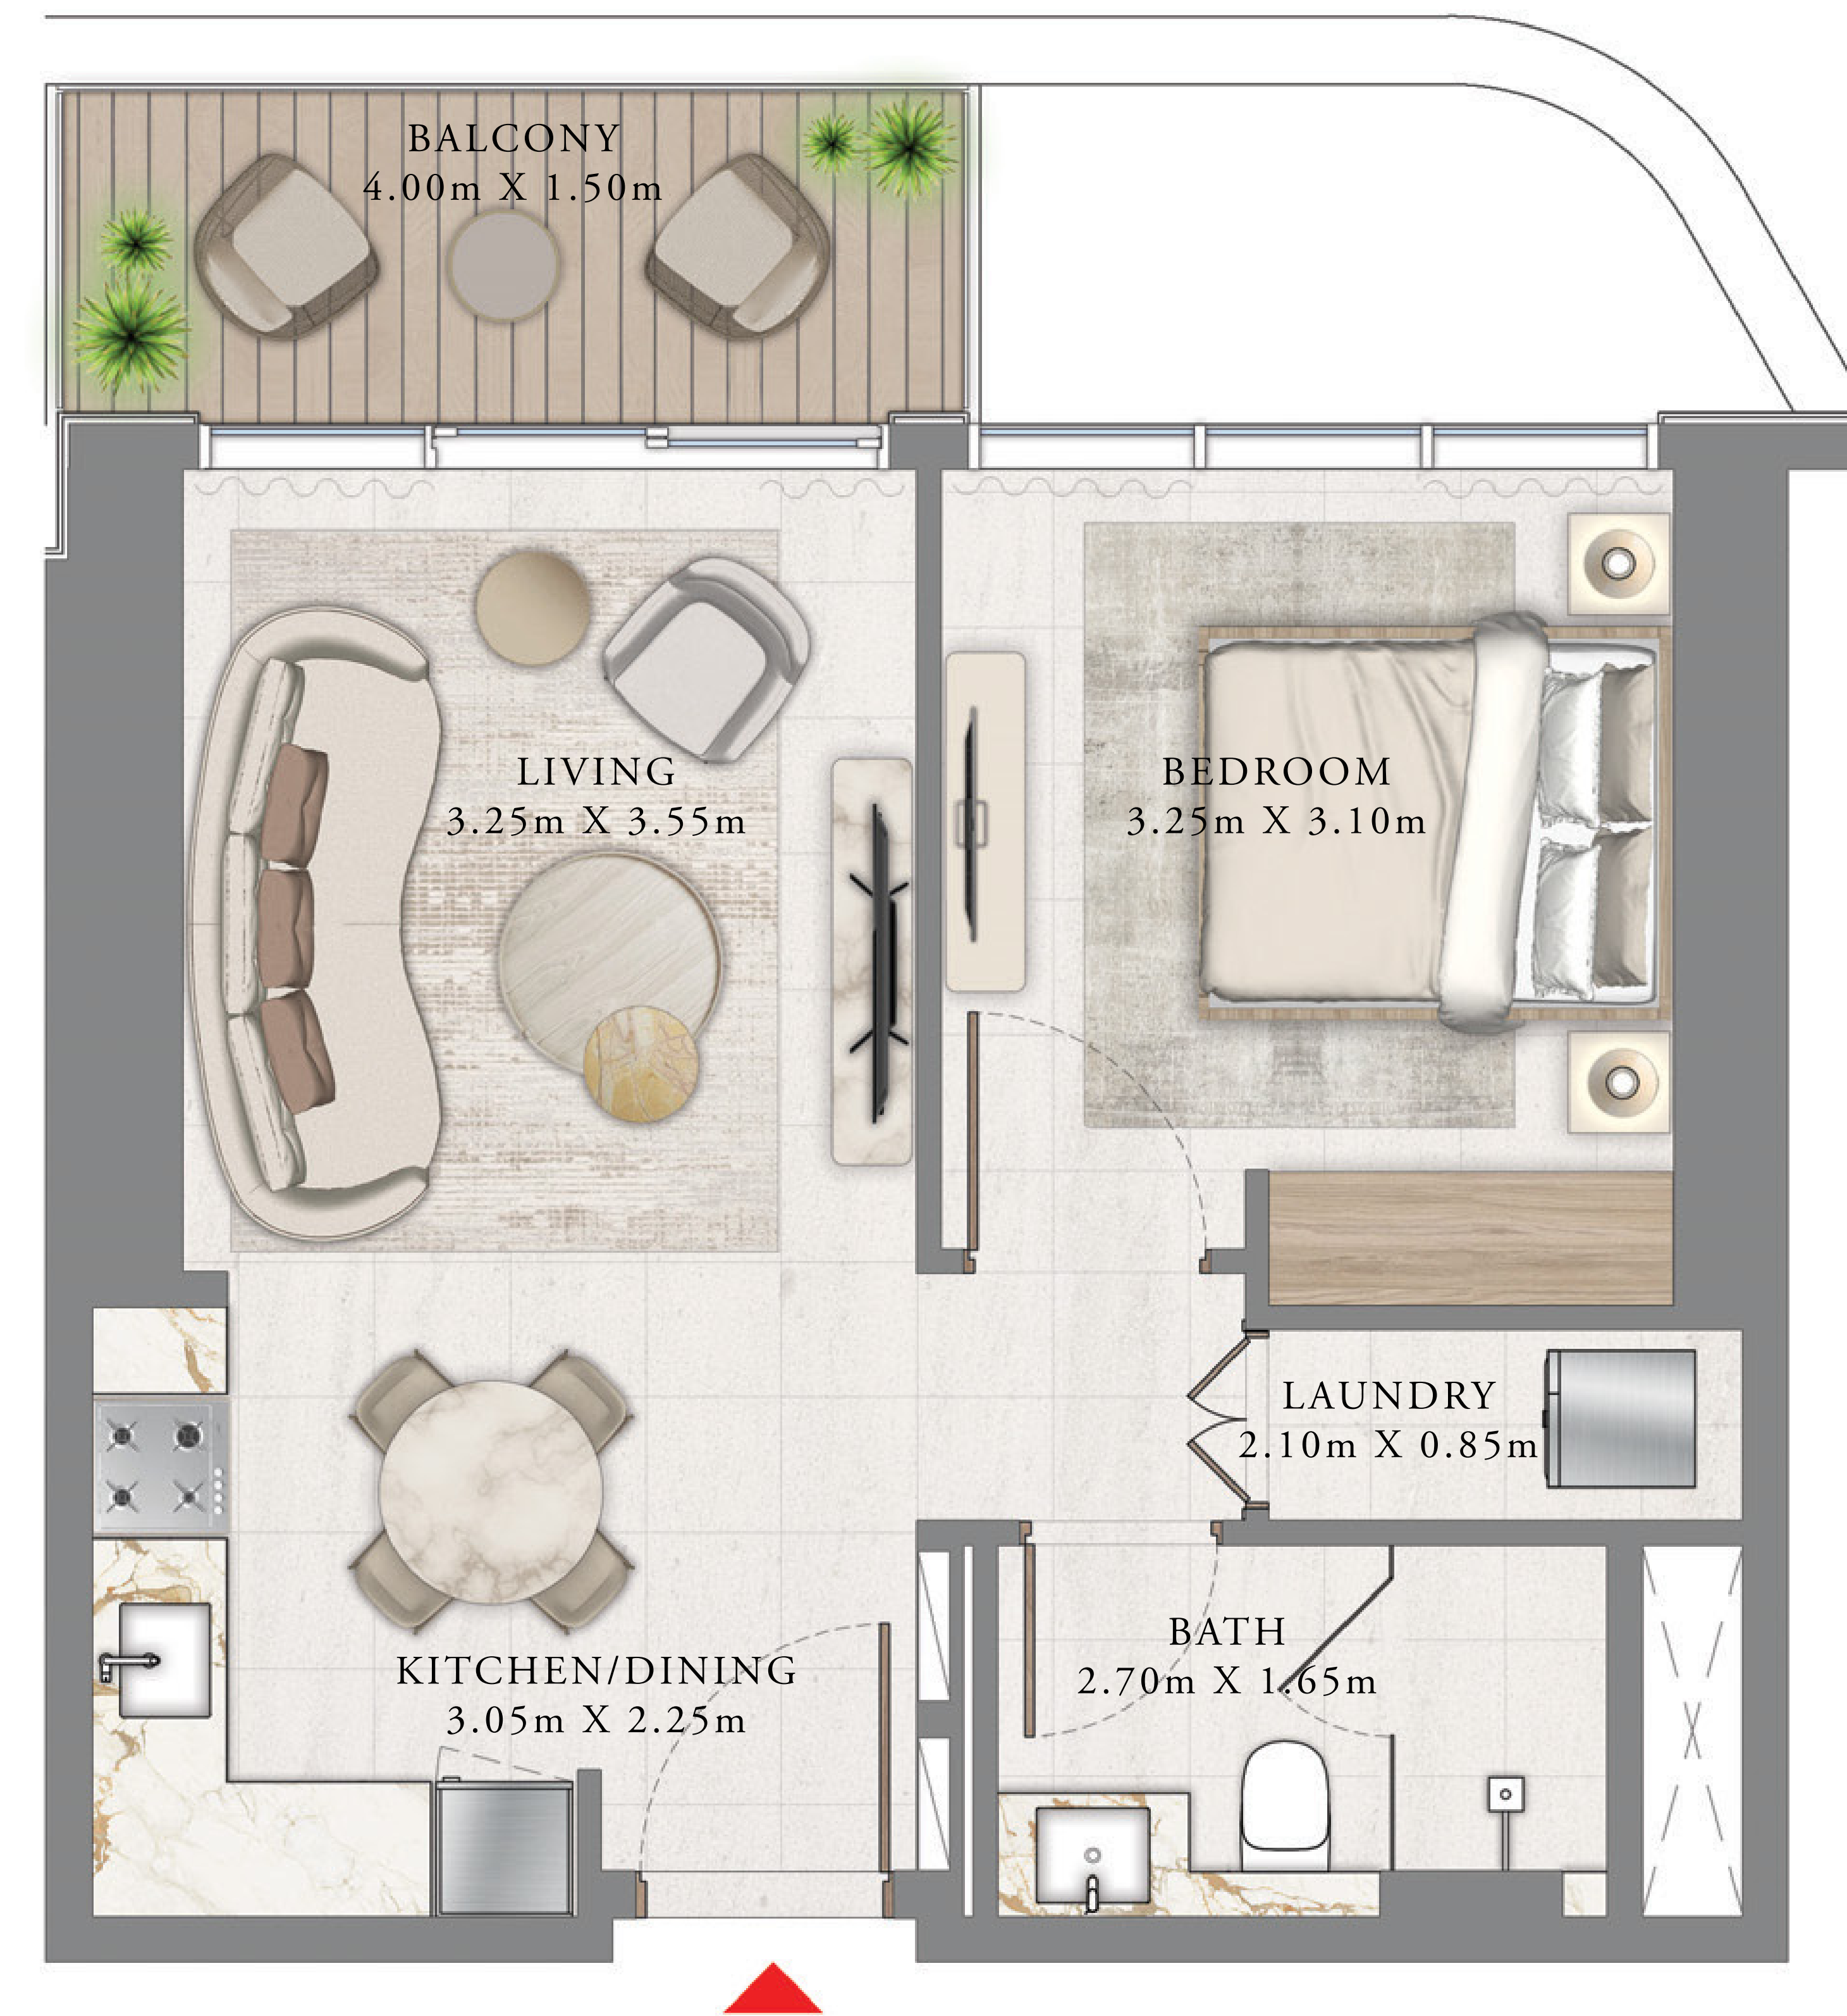 BALCONY
4.00m X 1.50m
LIVING
3.25m X 3.55m
BEDROOM
3.25m X 3.10m
LAUNDRY
2.10m X 0.85m
BATH
2.70m X 1.65m
KITCHEN/DINING
3.05m X 2.25m